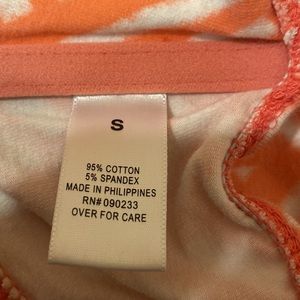 S
95% COTTON
5% SPANDEX
MADE IN PHILIPPINES
RN# 090233
OVER FOR CARE